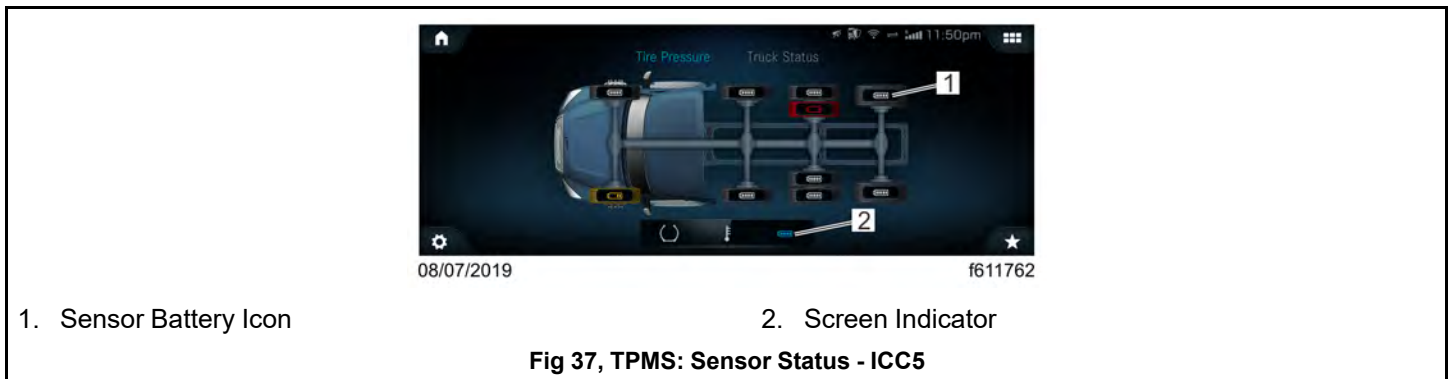 11:50pm
Tire Pressure Truck Status
1
2
08/07/2019 f611762
1. Sensor Battery Icon 2. Screen Indicator
Fig 37, TPMS: Sensor Status - ICC5